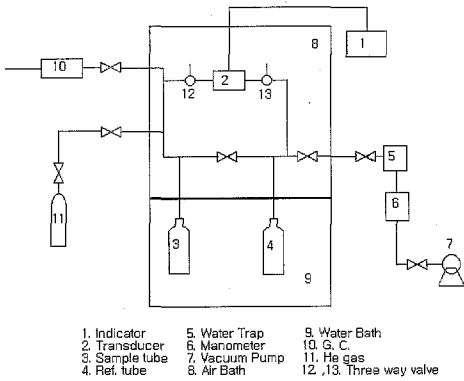 1
8
10
2
12
13
5
6
11
3
4
7
9
1. Indicator
2. Transducer
3. Sample tube
4. Ref. tube
5. Water Trap
6. Manometer
7. Vacuum Pump
8. Air Bath
9. Water Bath
10. G. C.
11. He gas
12 ,13. Three way valve